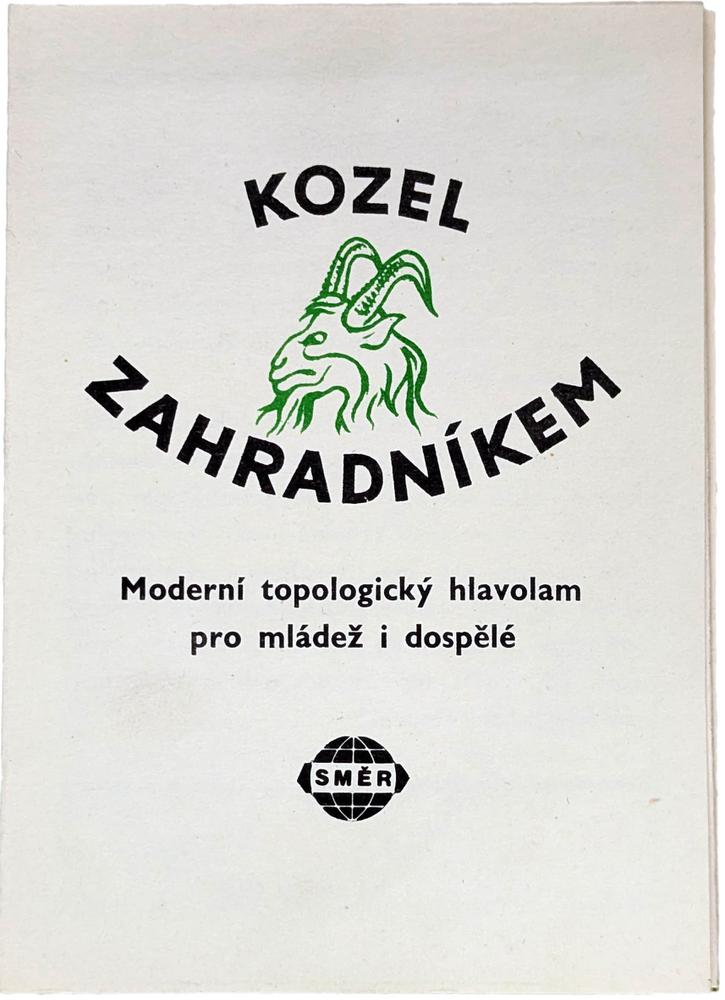 KOZEL
ZAHRADNÍKEM
Moderní topologický hlavolam
pro mládež i dospělé
SMĚR